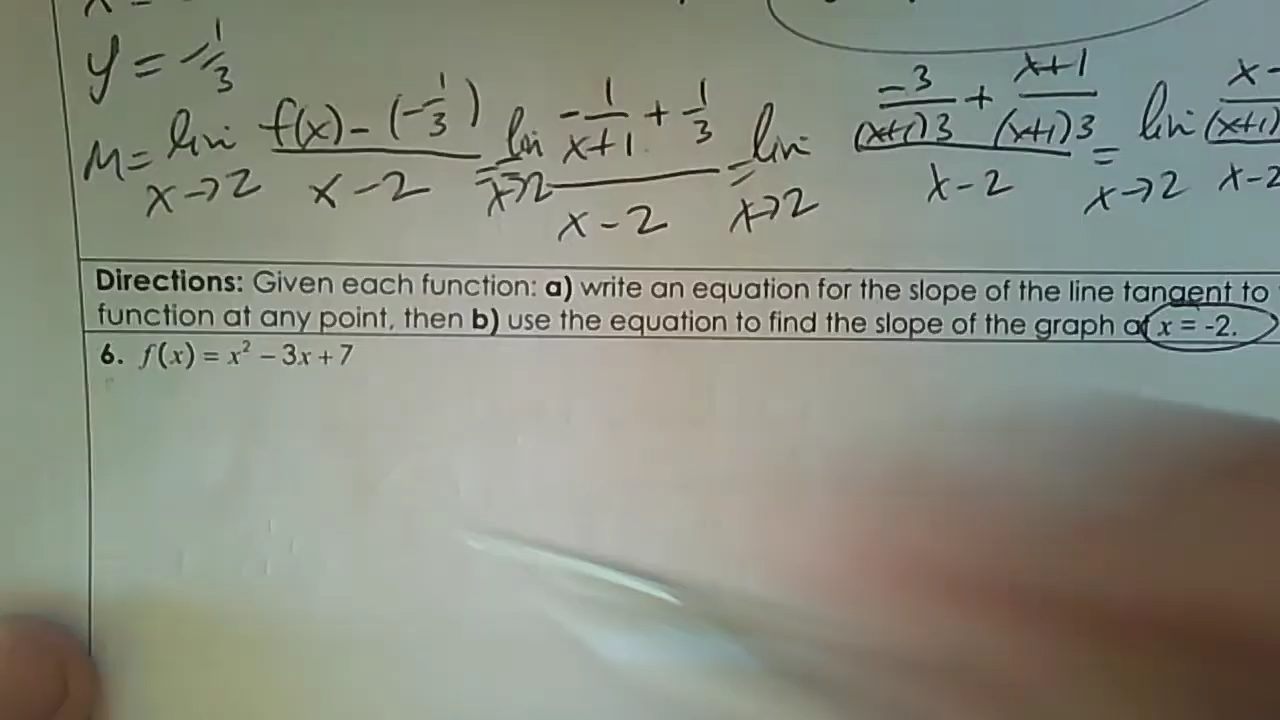 y = -1/3
M = lim x→2 (f(x) - (-1/3))/(x - 2) = lim x→2 (-1/(x+1) + 1/3)/(x - 2) = lim x→2 (-3/((x+1)3) + (x+1)/((x+1)3))/(x - 2) = lim x→2 (x-/(x+1))/(x-2
Directions: Given each function: a) write an equation for the slope of the line tangent to
function at any point, then b) use the equation to find the slope of the graph at x = -2.
6. f(x) = x² − 3x + 7